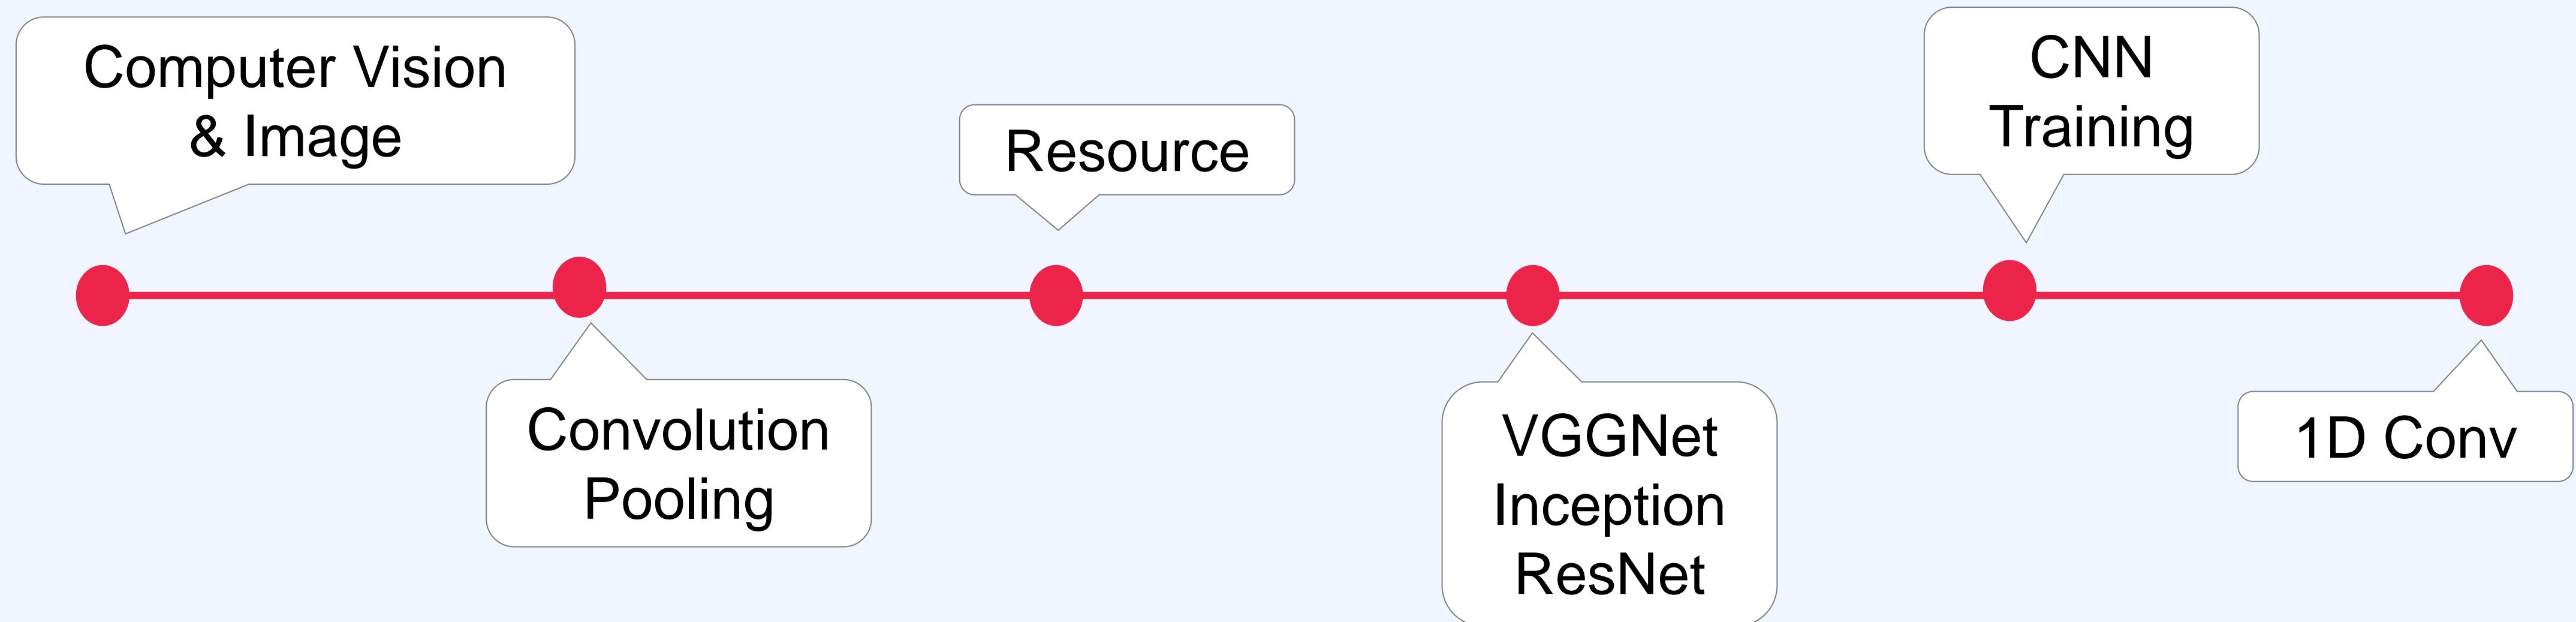 Computer Vision
& Image
Convolution
Pooling
Resource
VGGNet
Inception
ResNet
CNN
Training
1D Conv